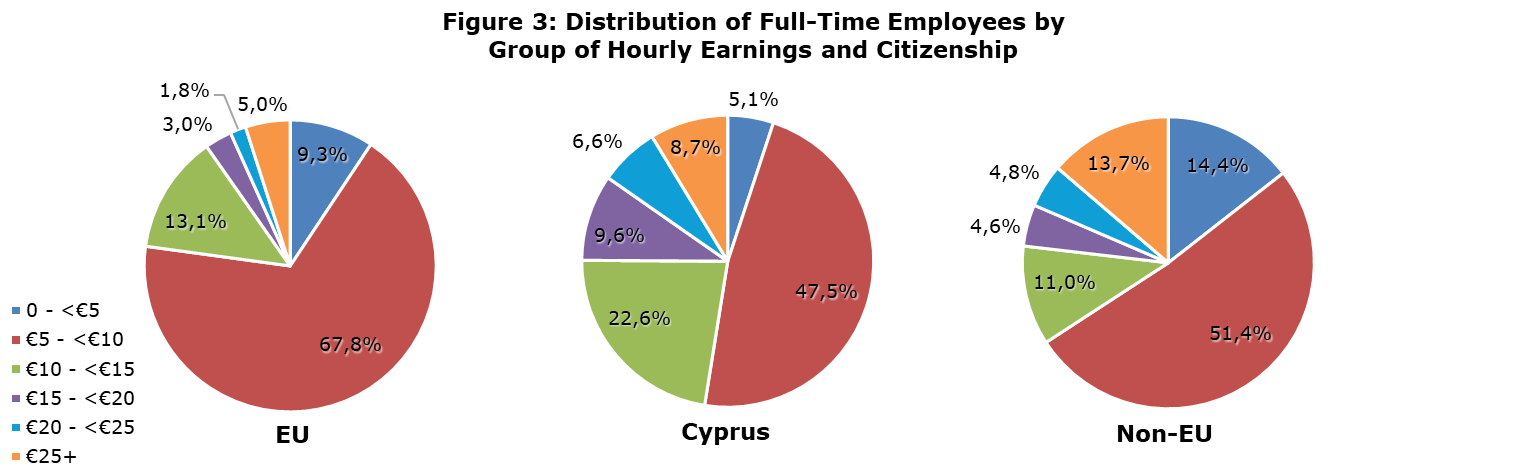 Figure 3: Distribution of Full-Time Employees by
Group of Hourly Earnings and Citizenship
1,8%
5,0%
3,0%
9,3%
13,1%
67,8%
EU
5,1%
6,6%
8,7%
9,6%
47,5%
22,6%
Cyprus
13,7%
14,4%
4,8%
4,6%
11,0%
51,4%
Non-EU
0 - <€5
€5 - <€10
€10 - <€15
€15 - <€20
€20 - <€25
€25+